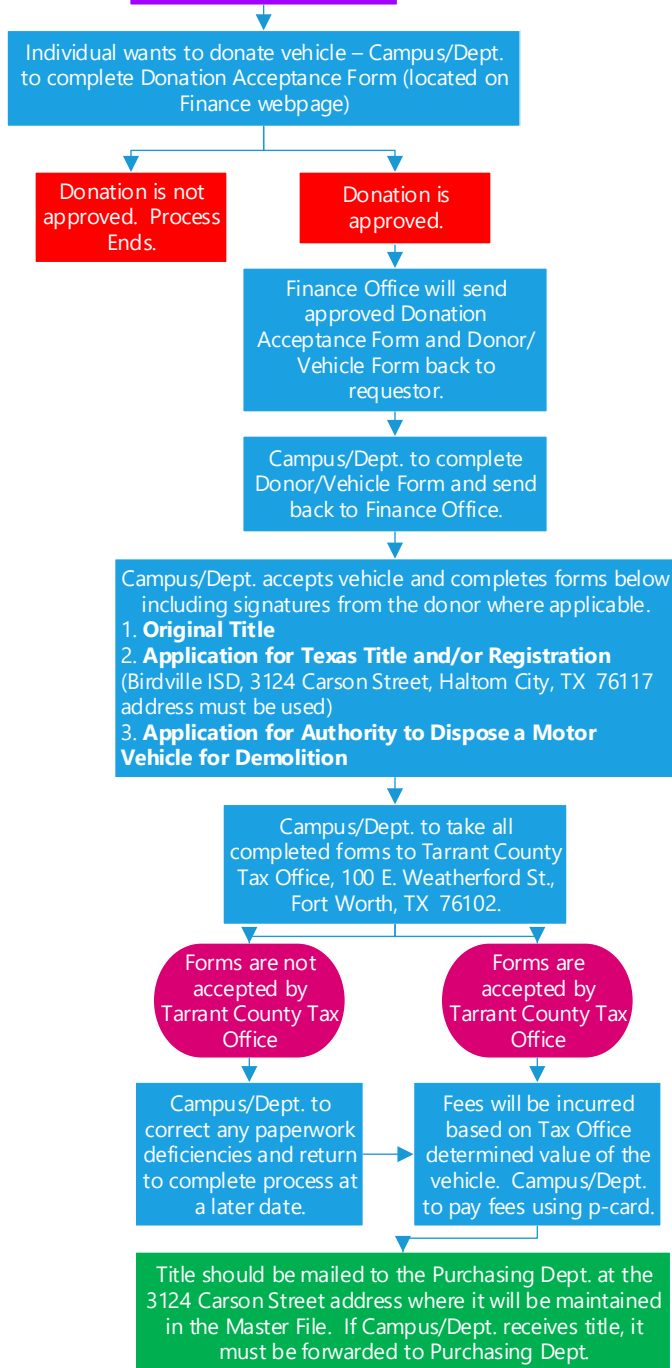 Individual wants to donate vehicle – Campus/Dept.
to complete Donation Acceptance Form (located on
Finance webpage)
Donation is not
approved.  Process
Ends.
Donation is
approved.
Finance Office will send
approved Donation
Acceptance Form and Donor/
Vehicle Form back to
requestor.
Campus/Dept. to complete
Donor/Vehicle Form and send
back to Finance Office.
Campus/Dept. accepts vehicle and completes forms below
including signatures from the donor where applicable.
1. Original Title
2. Application for Texas Title and/or Registration
(Birdville ISD, 3124 Carson Street, Haltom City, TX  76117
address must be used)
3. Application for Authority to Dispose a Motor
Vehicle for Demolition
Campus/Dept. to take all
completed forms to Tarrant County
Tax Office, 100 E. Weatherford St.,
Fort Worth, TX  76102.
Forms are not
accepted by
Tarrant County Tax
Office
Forms are
accepted by
Tarrant County Tax
Office
Campus/Dept. to
correct any paperwork
deficiencies and return
to complete process at
a later date.
Fees will be incurred
based on Tax Office
determined value of the
vehicle.  Campus/Dept.
to pay fees using p-card.
Title should be mailed to the Purchasing Dept. at the
3124 Carson Street address where it will be maintained
in the Master File.  If Campus/Dept. receives title, it
must be forwarded to Purchasing Dept.